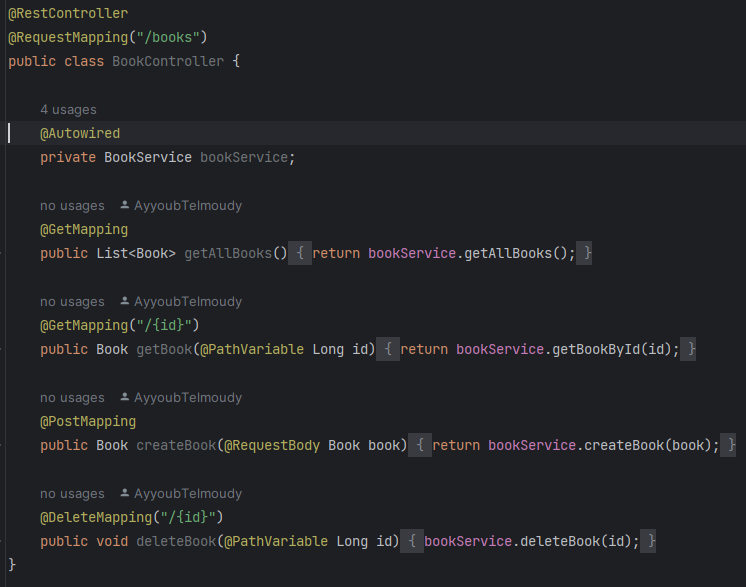 @RestController
@RequestMapping("/books")
public class BookController {
4 usages
@Autowired
private BookService bookService;
no usages AyyoubTelmoudy
@GetMapping
public List<Book> getAllBooks() { return bookService.getAllBooks(); }
no usages AyyoubTelmoudy
@GetMapping("/{id}")
public Book getBook(@PathVariable Long id) { return bookService.getBookById(id); }
no usages AyyoubTelmoudy
@PostMapping
public Book createBook(@RequestBody Book book) { return bookService.createBook(book); }
no usages AyyoubTelmoudy
@DeleteMapping("/{id}")
public void deleteBook(@PathVariable Long id) { bookService.deleteBook(id); }
}